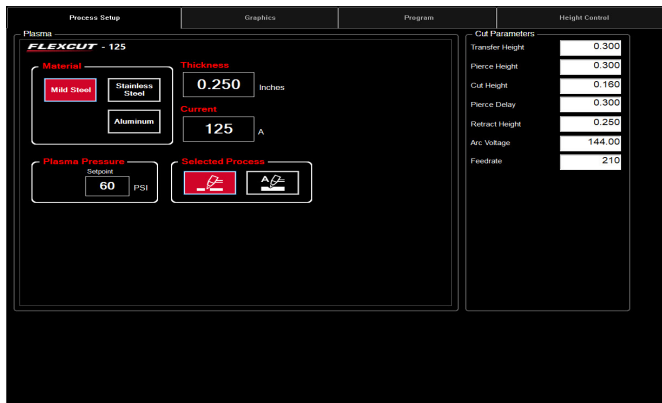 Process Setup
Graphics
Program
Height Control
Plasma
FLEXCUT - 125
Material
Mild Steel
Stainless
Steel
Aluminum
Thickness
0.250 Inches
Current
125 A
Plasma Pressure
Setpoint
60 PSI
Selected Process
A
Cut Parameters
Transfer Height 0.300
Pierce Height 0.300
Cut Height 0.160
Pierce Delay 0.300
Retract Height 0.250
Arc Voltage 144.00
Feedrate 210